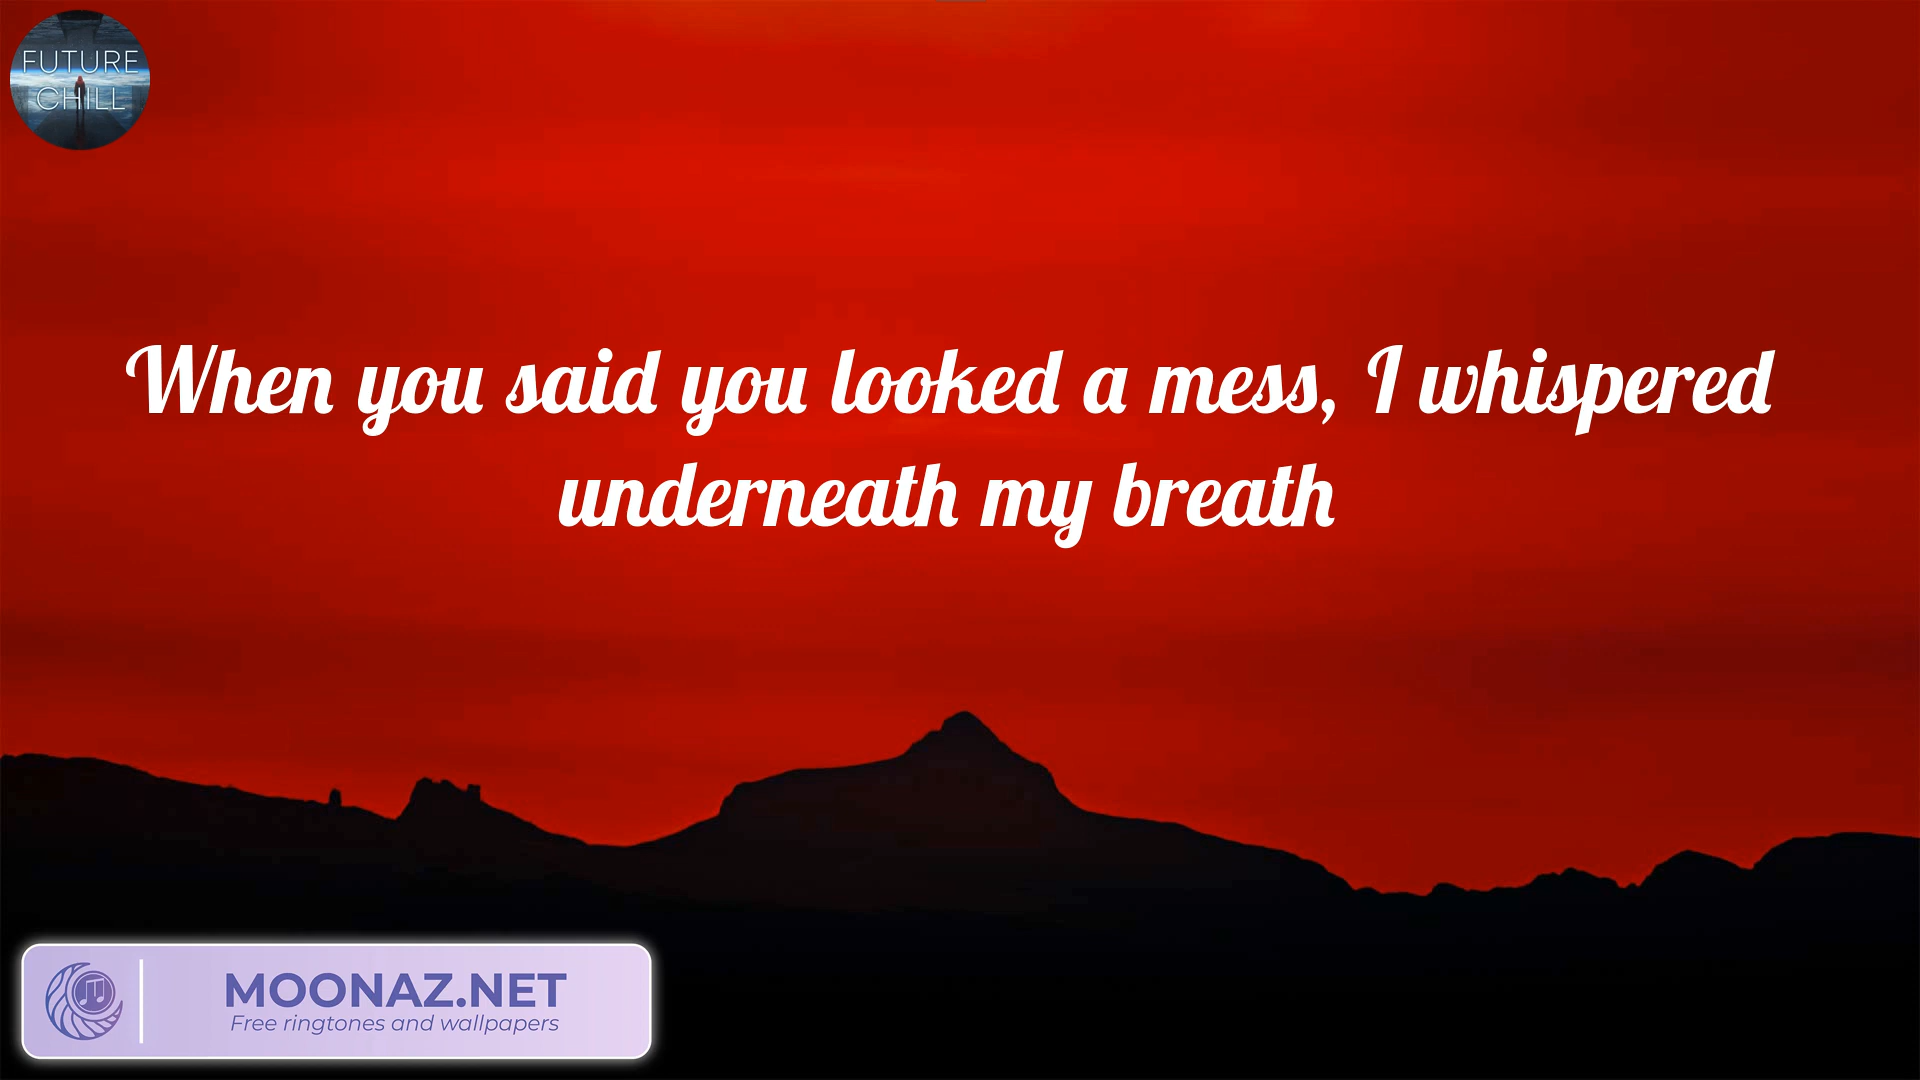 FUTURE
CHILL
When you said you looked a mess, I whispered
underneath my breath
MOONAZ.NET
Free ringtones and wallpapers